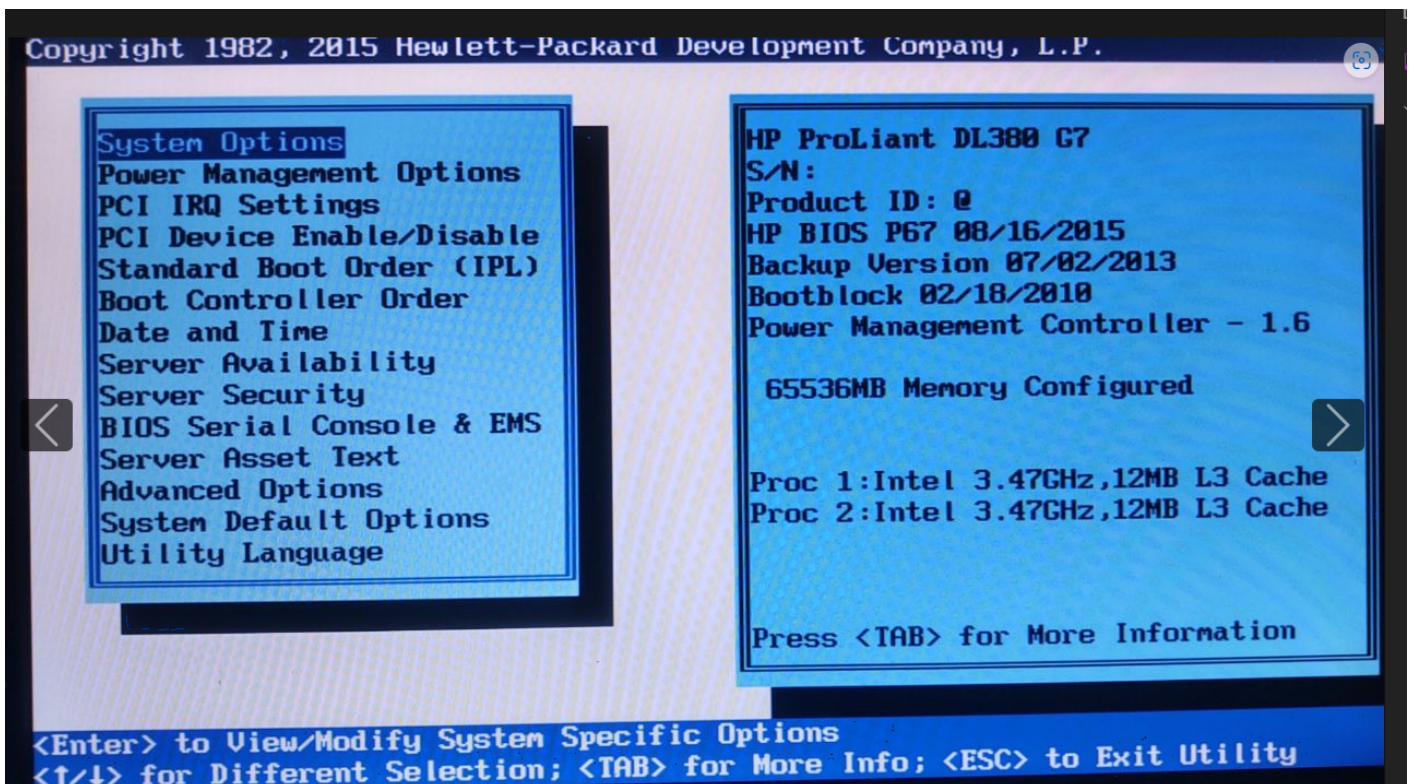 Copyright 1982, 2015 Hewlett-Packard Development Company, L.P.
System Options
Power Management Options
PCI IRQ Settings
PCI Device Enable/Disable
Standard Boot Order (IPL)
Boot Controller Order
Date and Time
Server Availability
Server Security
BIOS Serial Console & EMS
Server Asset Text
Advanced Options
System Default Options
Utility Language
HP ProLiant DL380 G7
S/N:
Product ID: @
HP BIOS P67 08/16/2015
Backup Version 07/02/2013
Bootblock 02/18/2010
Power Management Controller - 1.6
65536MB Memory Configured
Proc 1:Intel 3.47GHz,12MB L3 Cache
Proc 2:Intel 3.47GHz,12MB L3 Cache
Press <TAB> for More Information
<Enter> to View/Modify System Specific Options
<↑/↓> for Different Selection; <TAB> for More Info; <ESC> to Exit Utility